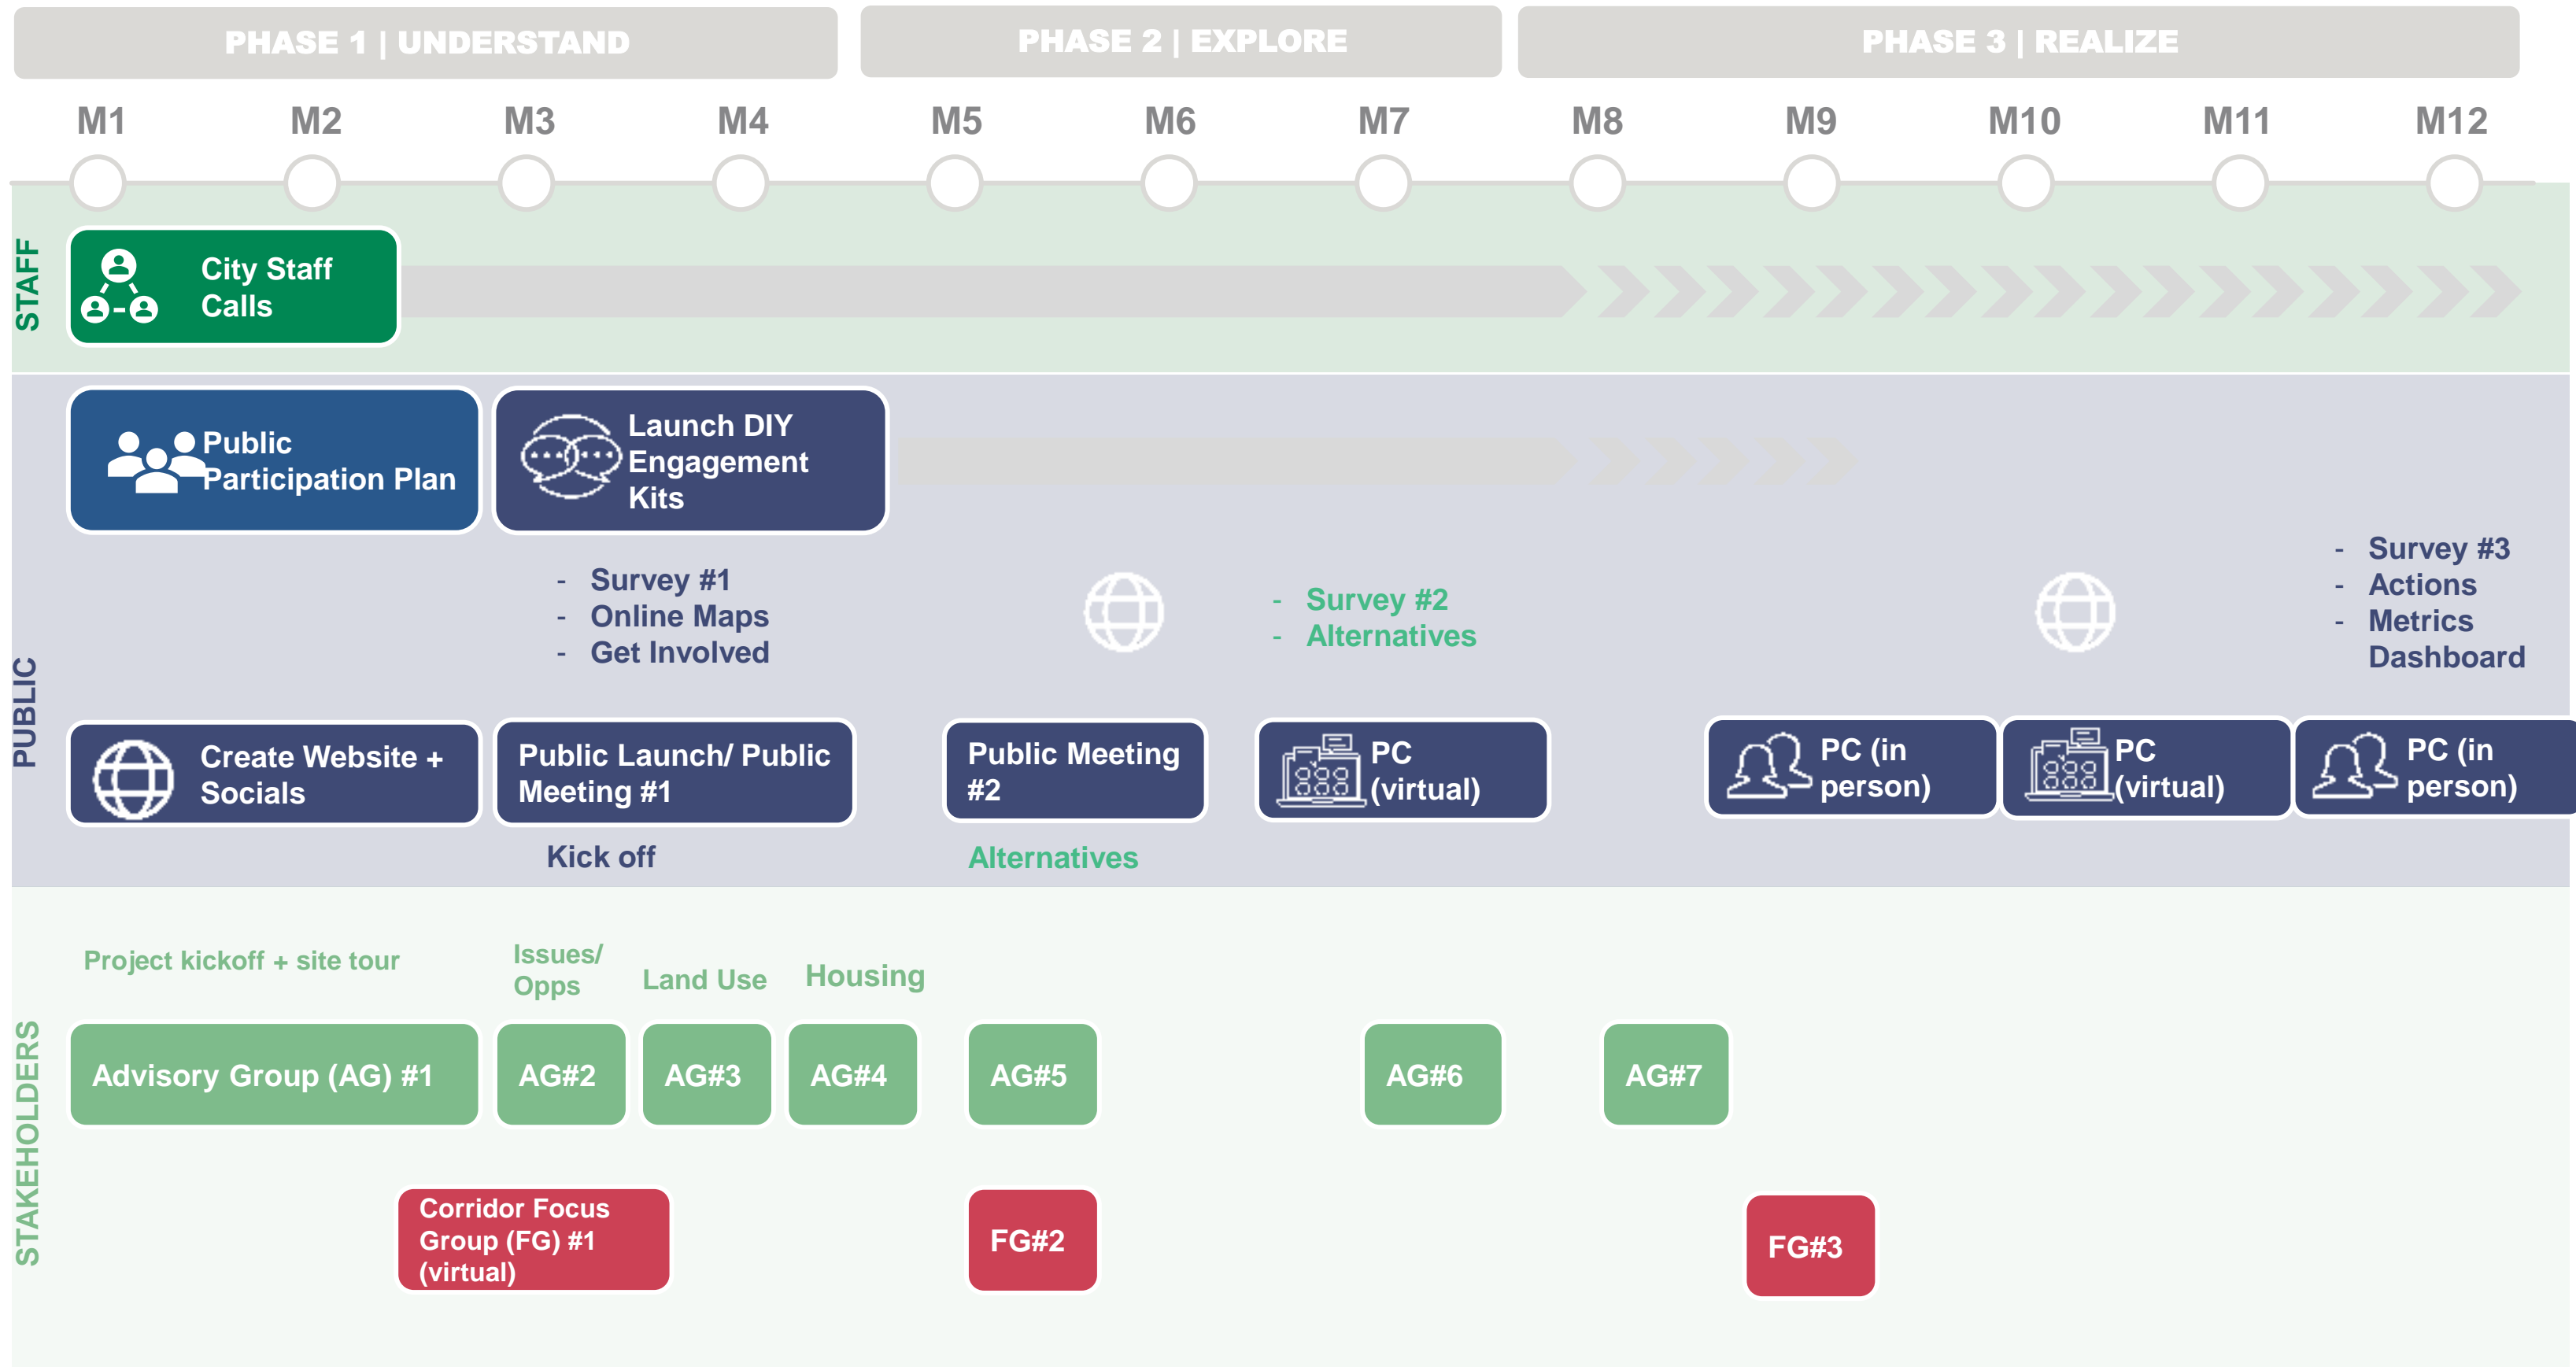 PHASE 1 | UNDERSTAND
PHASE 2 | EXPLORE
PHASE 3 | REALIZE
M1
M2
M3
M4
M5
M6
M7
M8
M9
M10
M11
M12
STAFF
City Staff
Calls
PUBLIC
Public
Participation Plan
Launch DIY
Engagement
Kits
- Survey #1
- Online Maps
- Get Involved
- Survey #2
- Alternatives
- Survey #3
- Actions
- Metrics
Dashboard
Create Website +
Socials
Public Launch/ Public
Meeting #1
Public Meeting
#2
PC
(virtual)
PC (in
person)
PC
(virtual)
PC (in
person)
Kick off
Alternatives
STAKEHOLDERS
Project kickoff + site tour
Issues/
Opps
Land Use
Housing
Advisory Group (AG) #1
AG#2
AG#3
AG#4
AG#5
AG#6
AG#7
Corridor Focus
Group (FG) #1
(virtual)
FG#2
FG#3